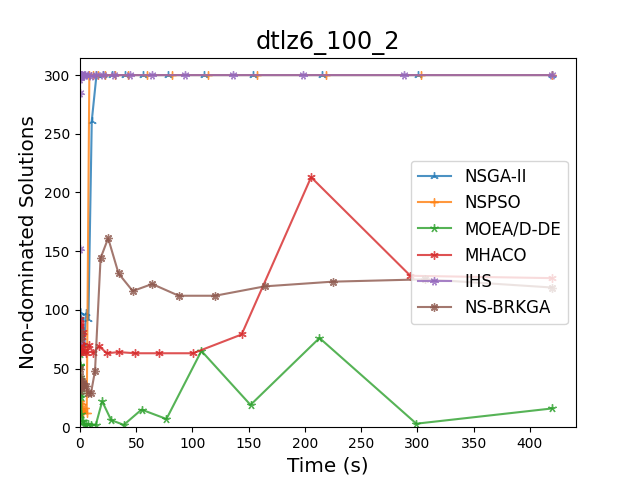 dtlz6_100_2
Non-dominated Solutions
300
250
200
150
100
50
0
NSGA-II
NSPSO
MOEA/D-DE
MHACO
IHS
NS-BRKGA
0 50 100 150 200 250 300 350 400
Time (s)